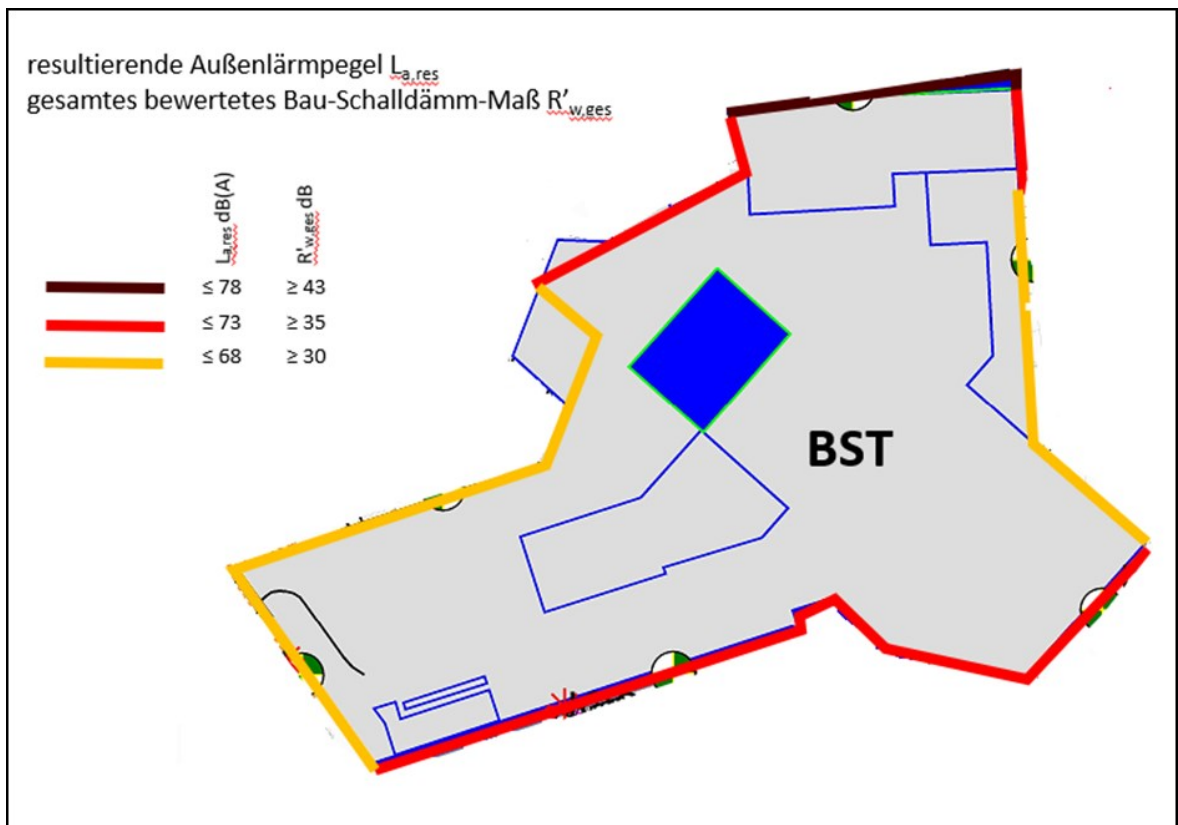 resultierende Außenlärmpegel La,res
gesamtes bewertetes Bau-Schalldämm-Maß R’w,ges
La,res dB(A) R'w,ges dB
≤ 78 ≥ 43
≤ 73 ≥ 35
≤ 68 ≥ 30
BST